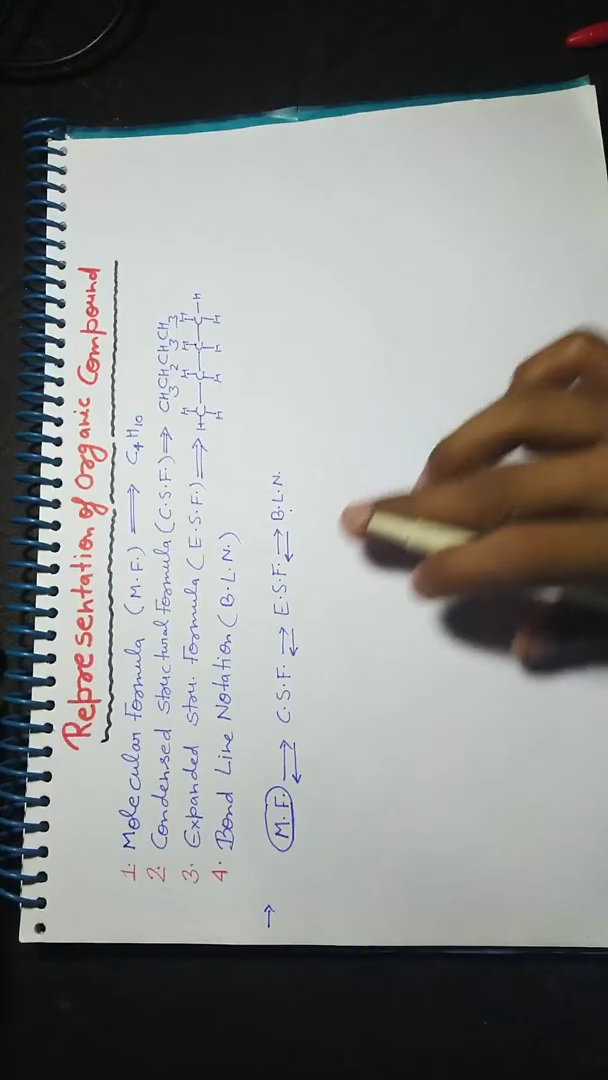 Representation of Organic Compound
1. Molecular Formula (M.F.) ⟹ C4H10
2. Condensed structural formula (C.S.F.) ⟹ CH3CH2CH3CH3
3. Expanded stru. formula (E.S.F.) ⟹ H-C-C-C-C-H H H H H H H H H
4. Bond Line Notation (B.L.N.)
→ M.F. ⇌ C.S.F. ⇌ E.S.F. ⇌ B.L.N.